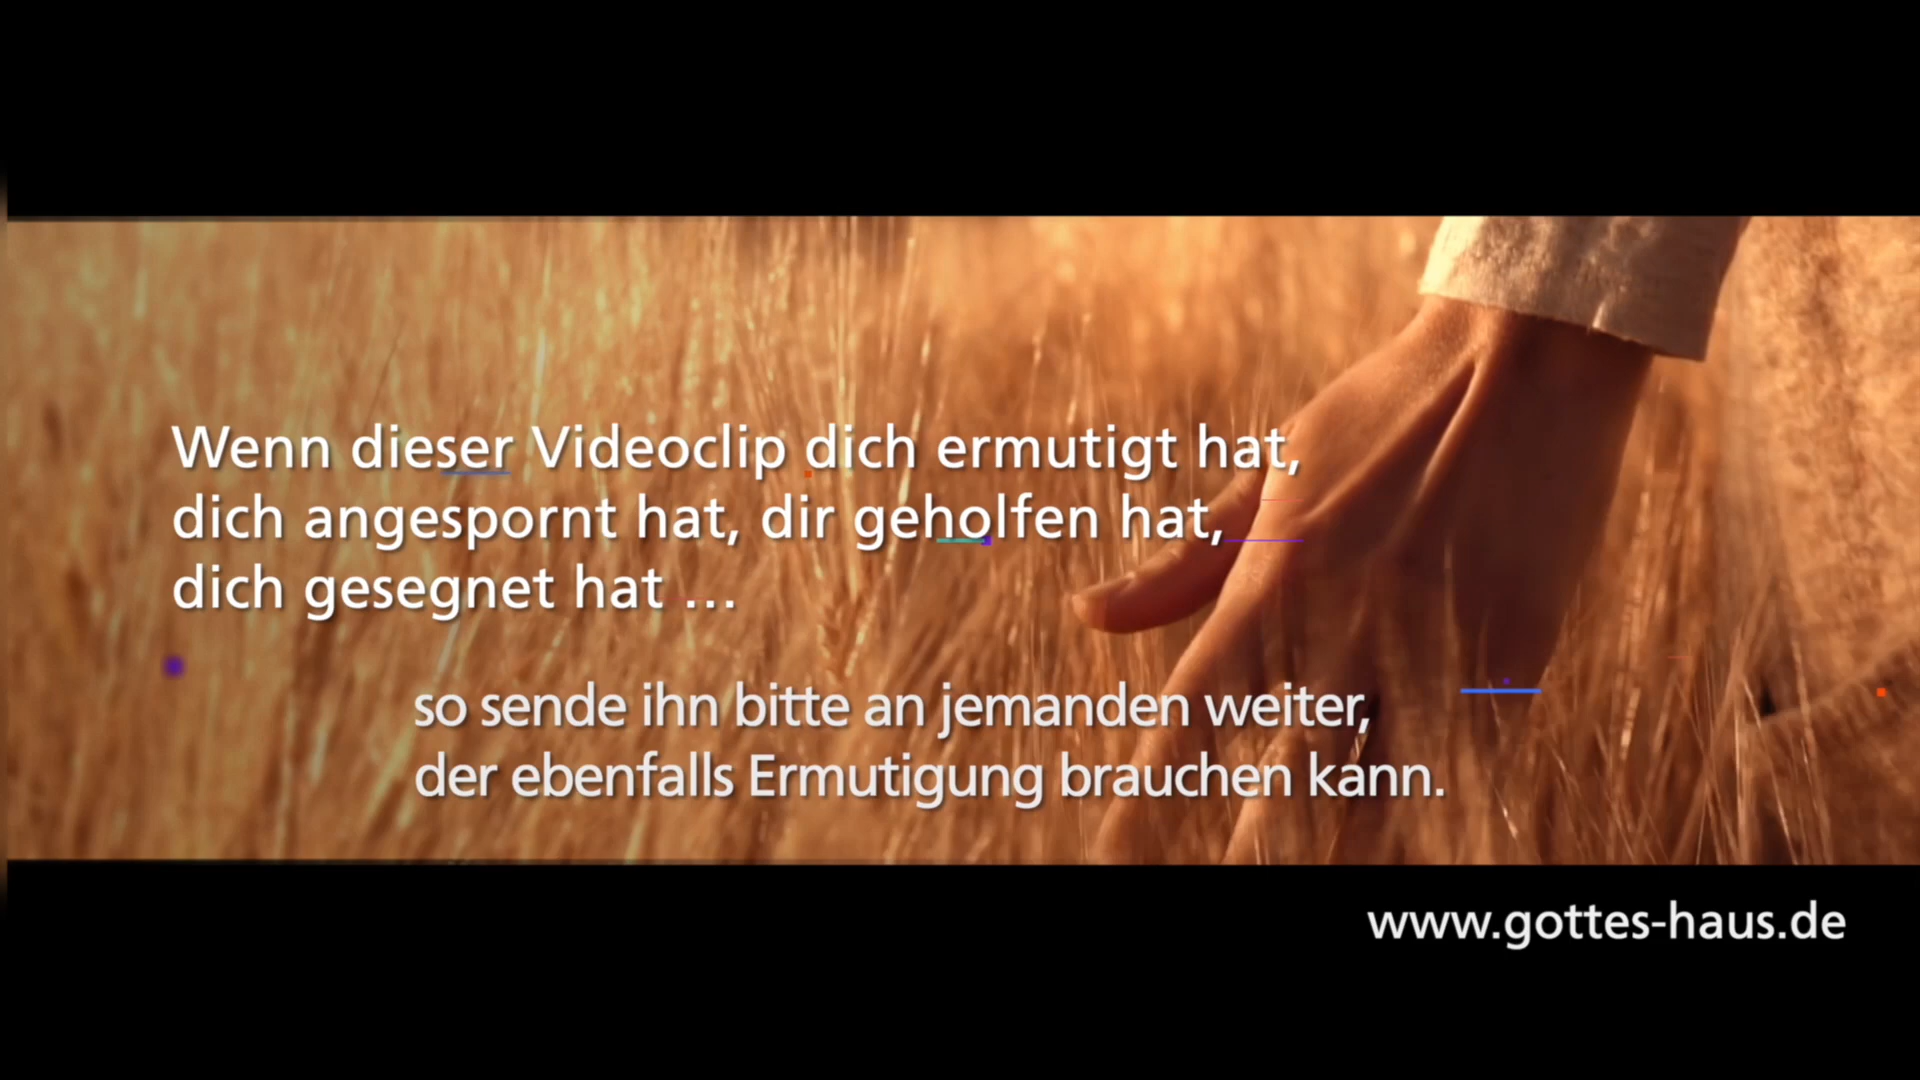 Wenn dieser Videoclip dich ermutigt hat,
dich angespornt hat, dir geholfen hat,
dich gesegnet hat ...
so sende ihn bitte an jemanden weiter,
der ebenfalls Ermutigung brauchen kann.
www.gottes-haus.de